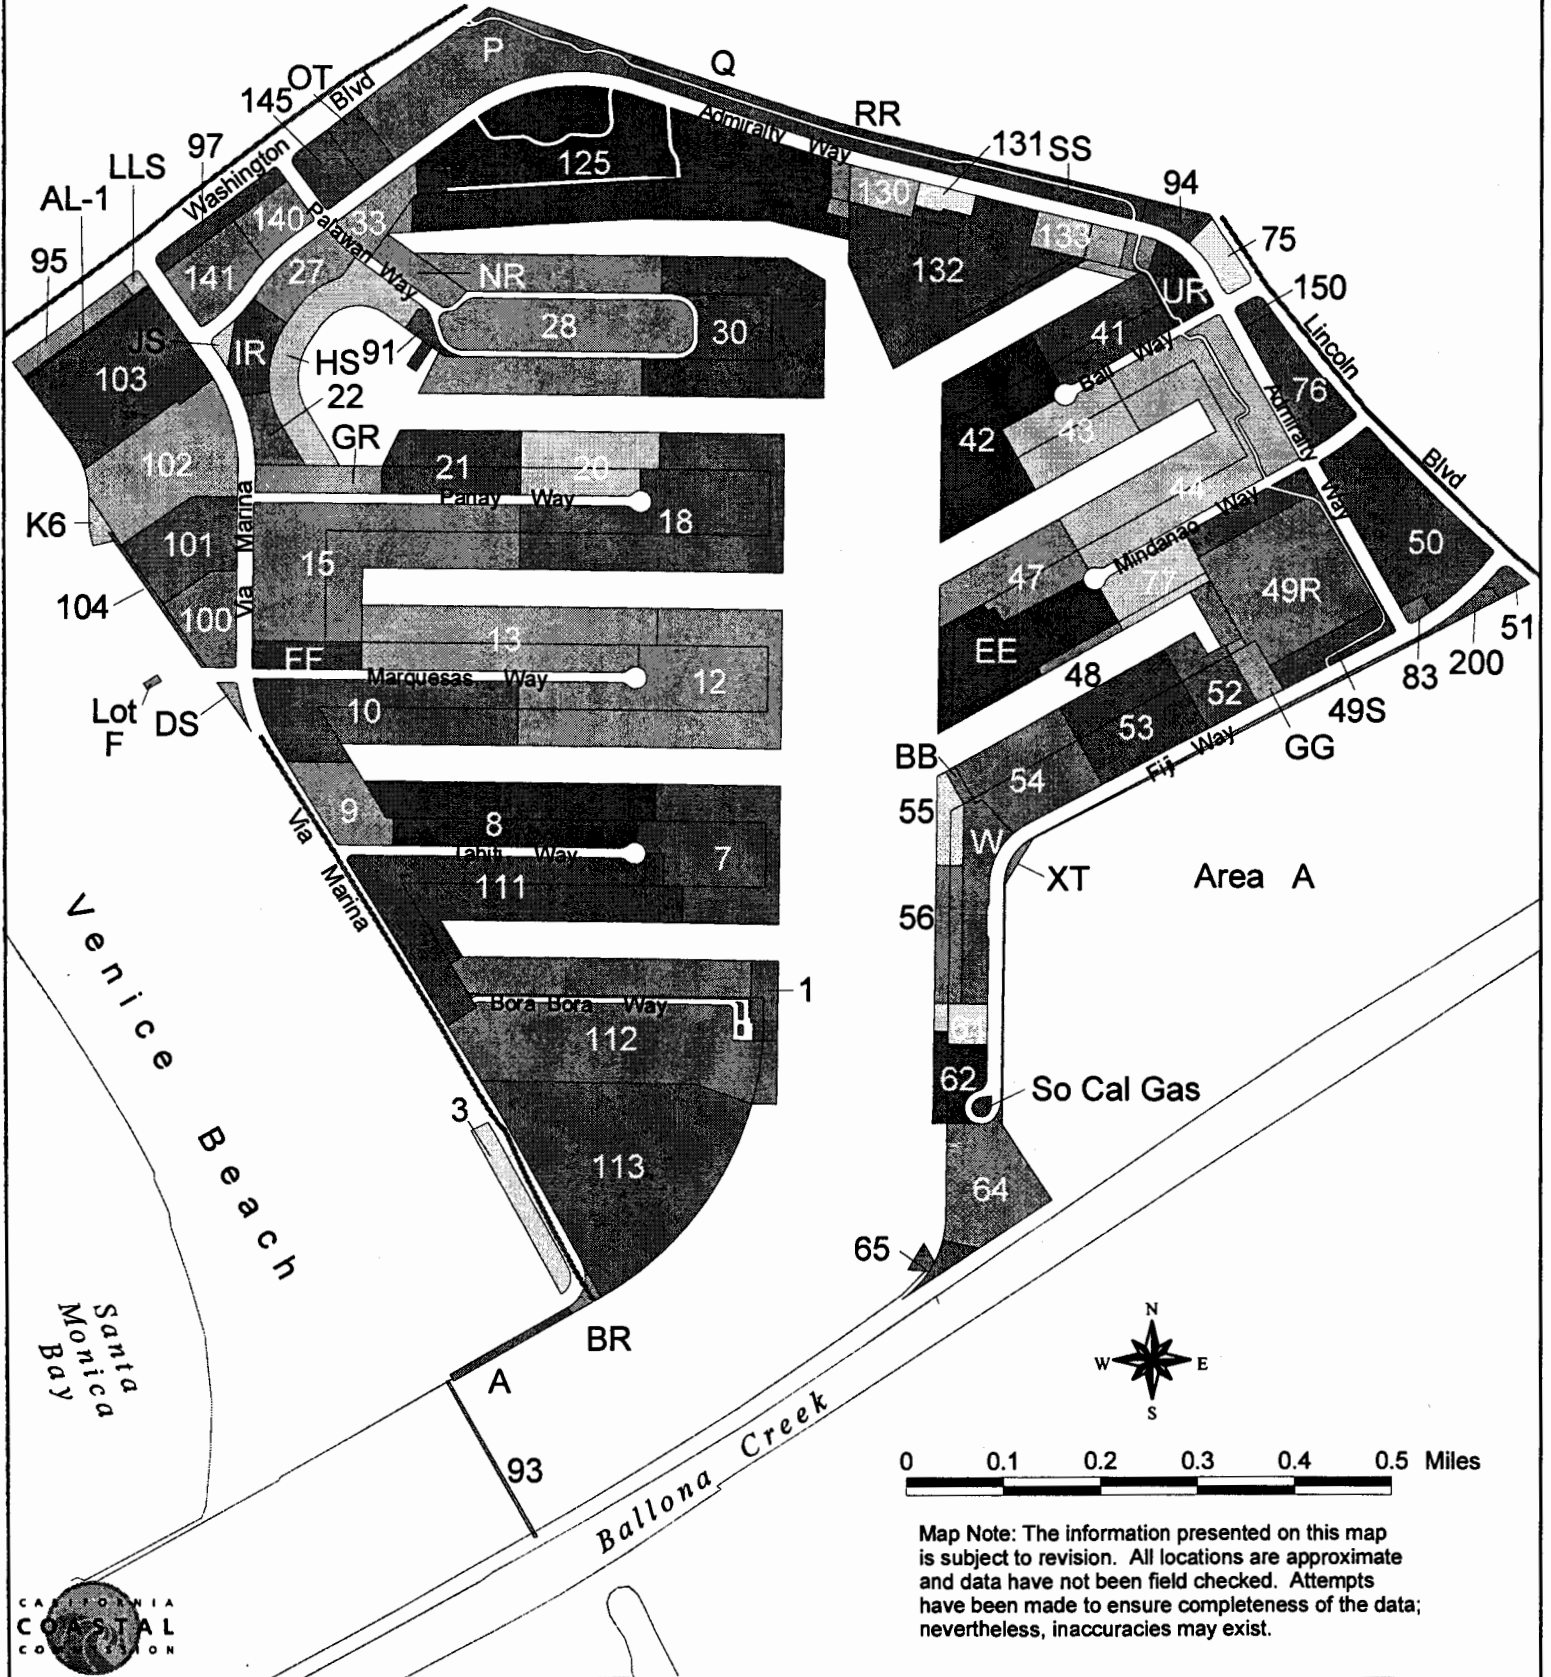 P
Q
OT
145
Blvd
RR
Admiralty Way
131
SS
97
LLS
Washington
125
130
94
AL-1
140
Palawan Way
33
133
75
95
141
27
NR
132
UR
150
JS
IR
HS
91
28
30
41
Bali Way
Lincoln
103
22
76
Admiralty
GR
42
43
102
21
20
Blvd
Panay Way
44
Way
K6
Marina
18
Mindanao Way
101
50
15
47
77
49R
104
Via
100
13
EE
51
FF
Marquesas Way
12
48
52
83
200
Lot
F
DS
10
53
49S
BB
Fiji Way
GG
54
9
8
55
Via
W
Tahiti Way
7
Marina
111
XT
Area A
56
Venice Beach
1
Bora Bora Way
112
61
62
So Cal Gas
3
113
64
65
Santa
Monica
Bay
BR
A
N
W E
S
93
Ballona Creek
0 0.1 0.2 0.3 0.4 0.5 Miles
Map Note: The information presented on this map
is subject to revision. All locations are approximate
and data have not been field checked. Attempts
have been made to ensure completeness of the data;
nevertheless, inaccuracies may exist.
CALIFORNIA
COASTAL
COMMISSION